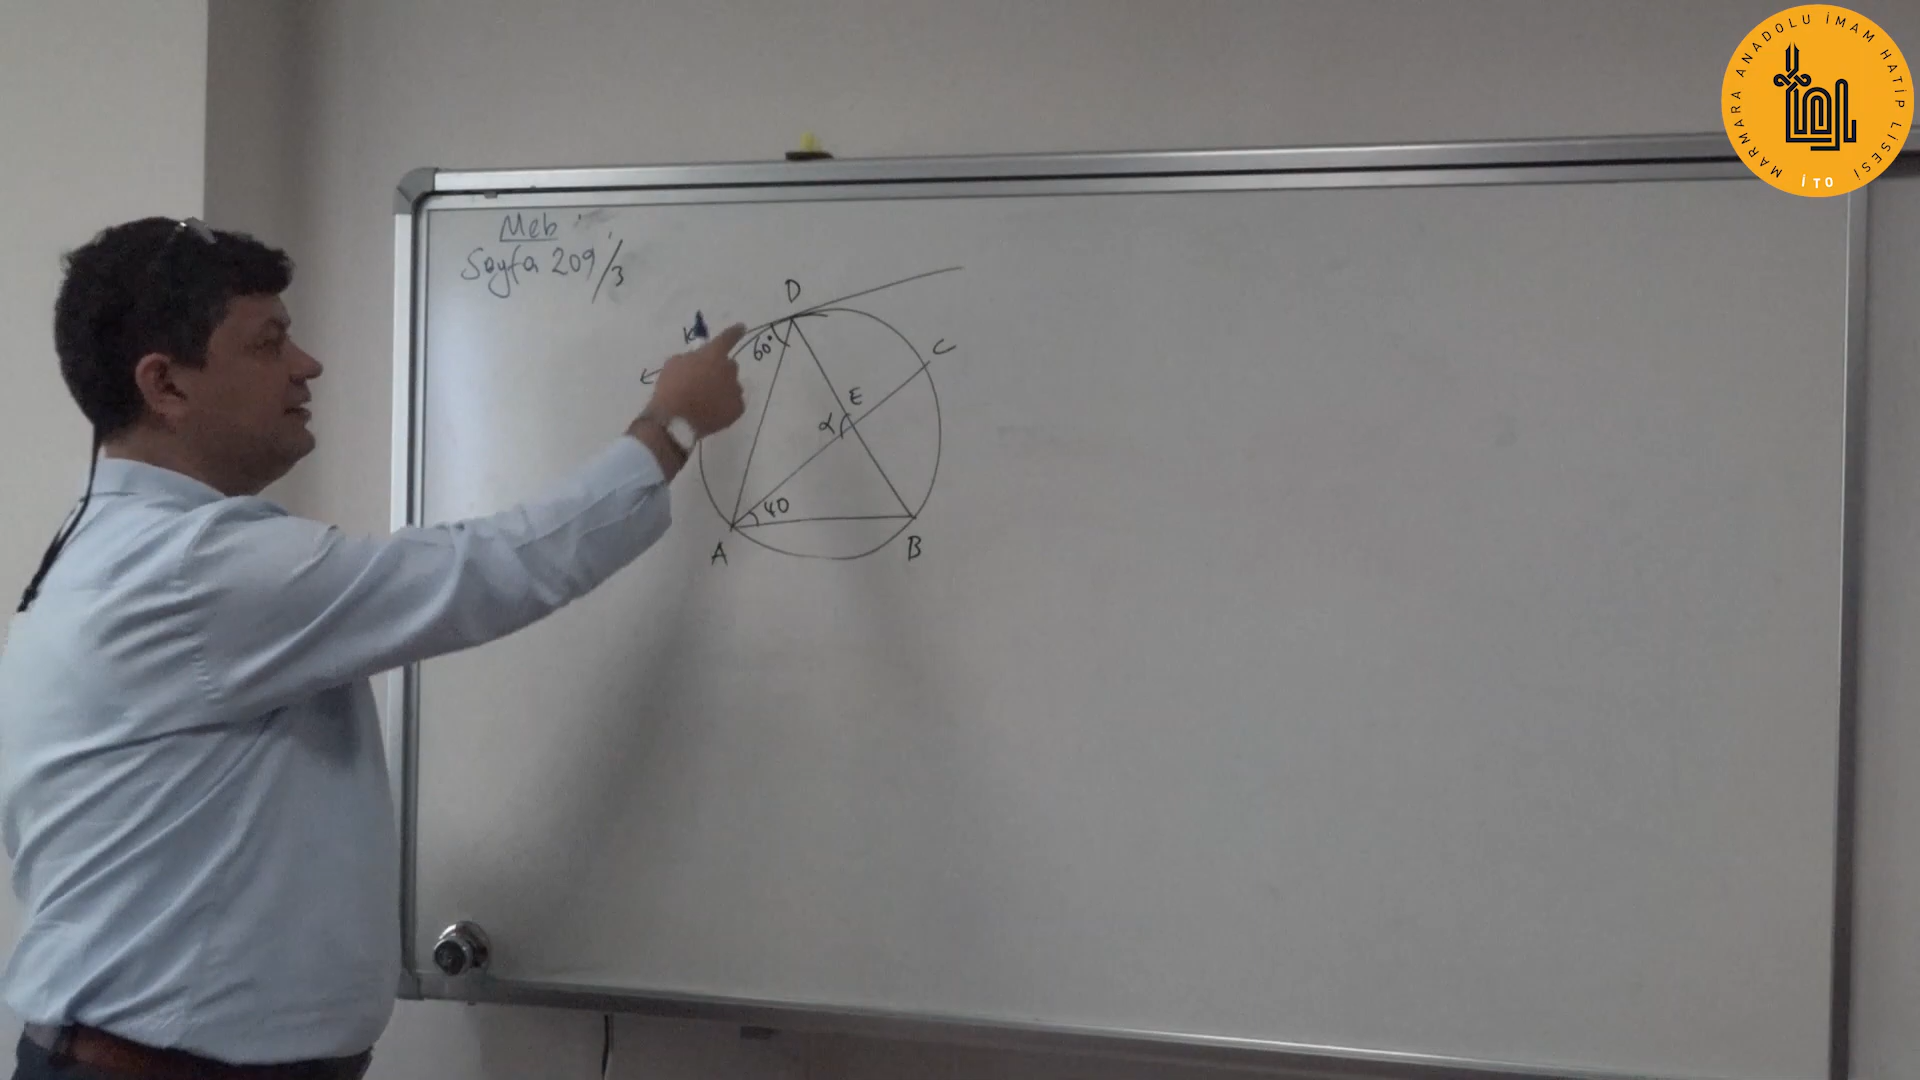 Meb
Sayfa 209/3
D
K
60°
C
E
α
40
A
B
MARMARA ANADOLU İMAM HATİP LİSESİ
İTO